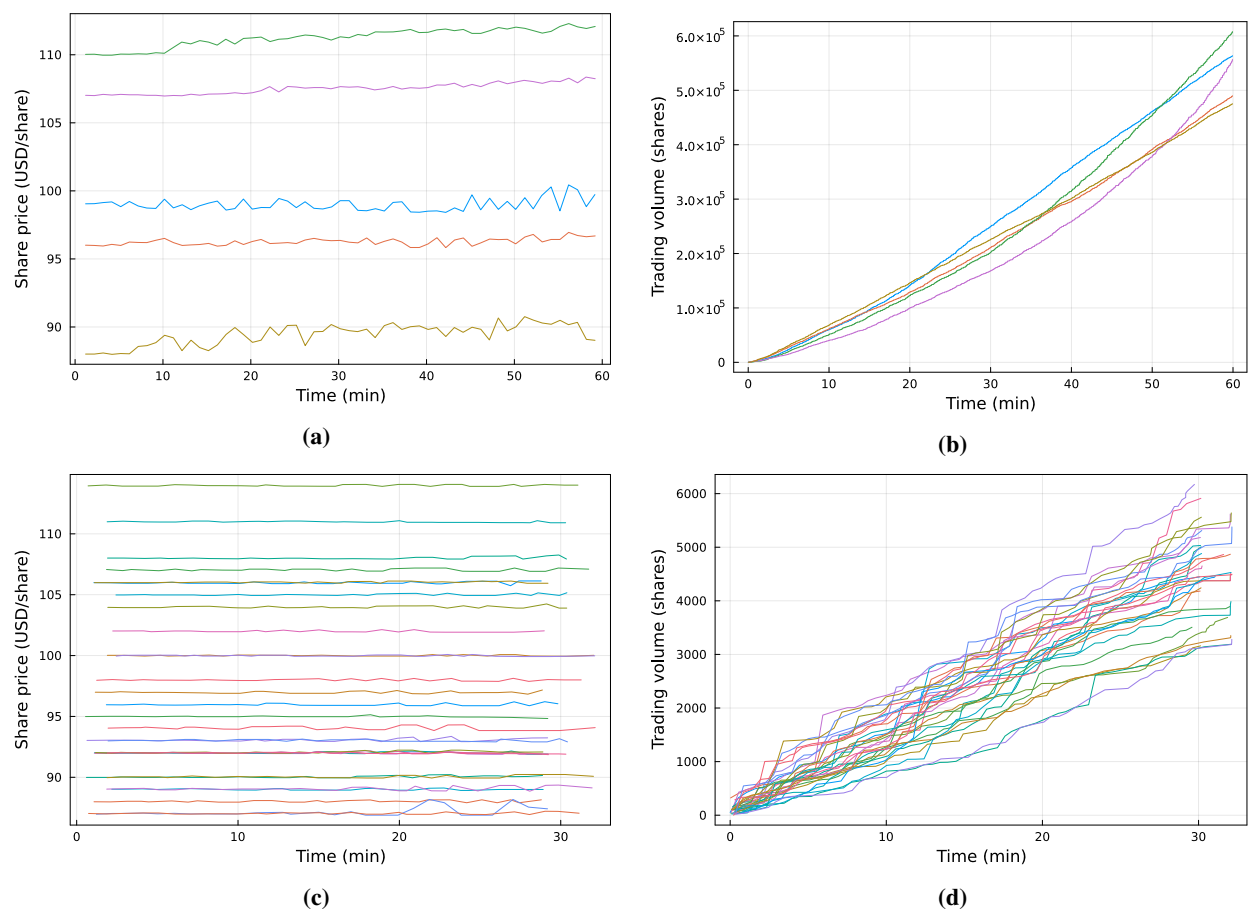 Share price (USD/share)
110
105
100
95
90
0 10 20 30 40 50 60
Time (min)
(a)
Trading volume (shares)
6.0×10⁵
5.0×10⁵
4.0×10⁵
3.0×10⁵
2.0×10⁵
1.0×10⁵
0
0 10 20 30 40 50 60
Time (min)
(b)
Share price (USD/share)
110
105
100
95
90
0 10 20 30
Time (min)
(c)
Trading volume (shares)
6000
5000
4000
3000
2000
1000
0
0 10 20 30
Time (min)
(d)